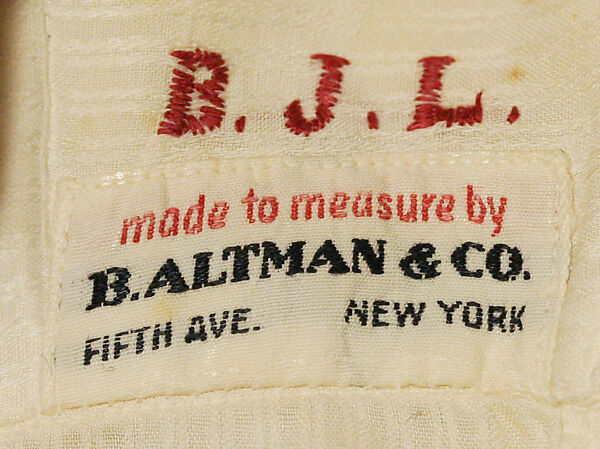 B.J.L.
made to measure by
B. ALTMAN & CO.
FIFTH AVE. NEW YORK